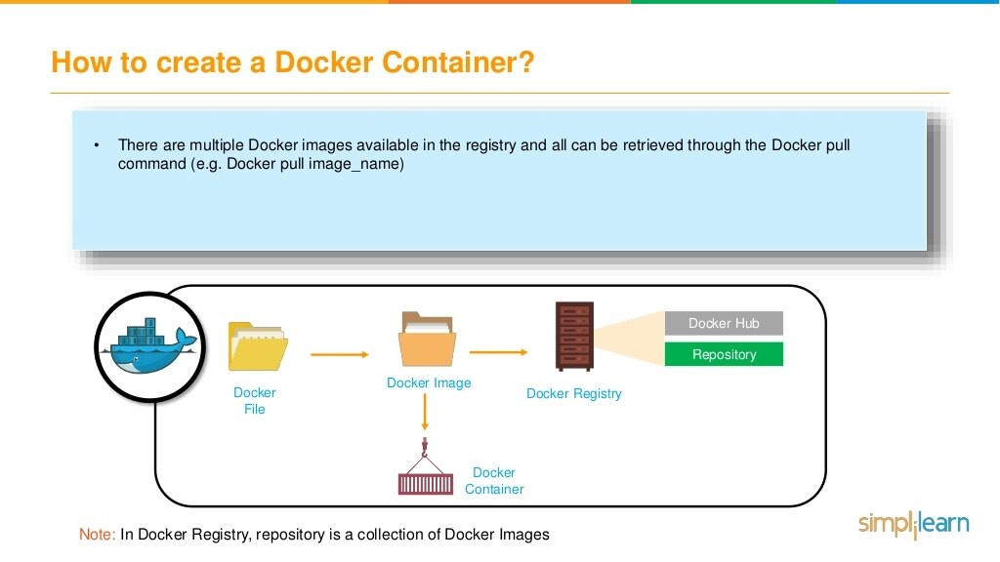 How to create a Docker Container?
• There are multiple Docker images available in the registry and all can be retrieved through the Docker pull
command (e.g. Docker pull image_name)
Docker Hub
Repository
Docker
File
Docker Image
Docker Registry
Docker
Container
Note: In Docker Registry, repository is a collection of Docker Images
simplilearn